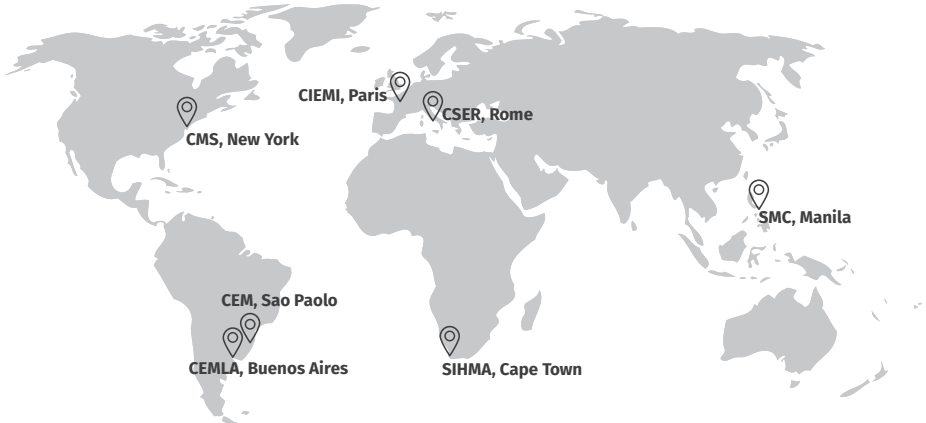 CIEMI, Paris
CSER, Rome
CMS, New York
SMC, Manila
CEM, Sao Paolo
CEMLA, Buenos Aires
SIHMA, Cape Town